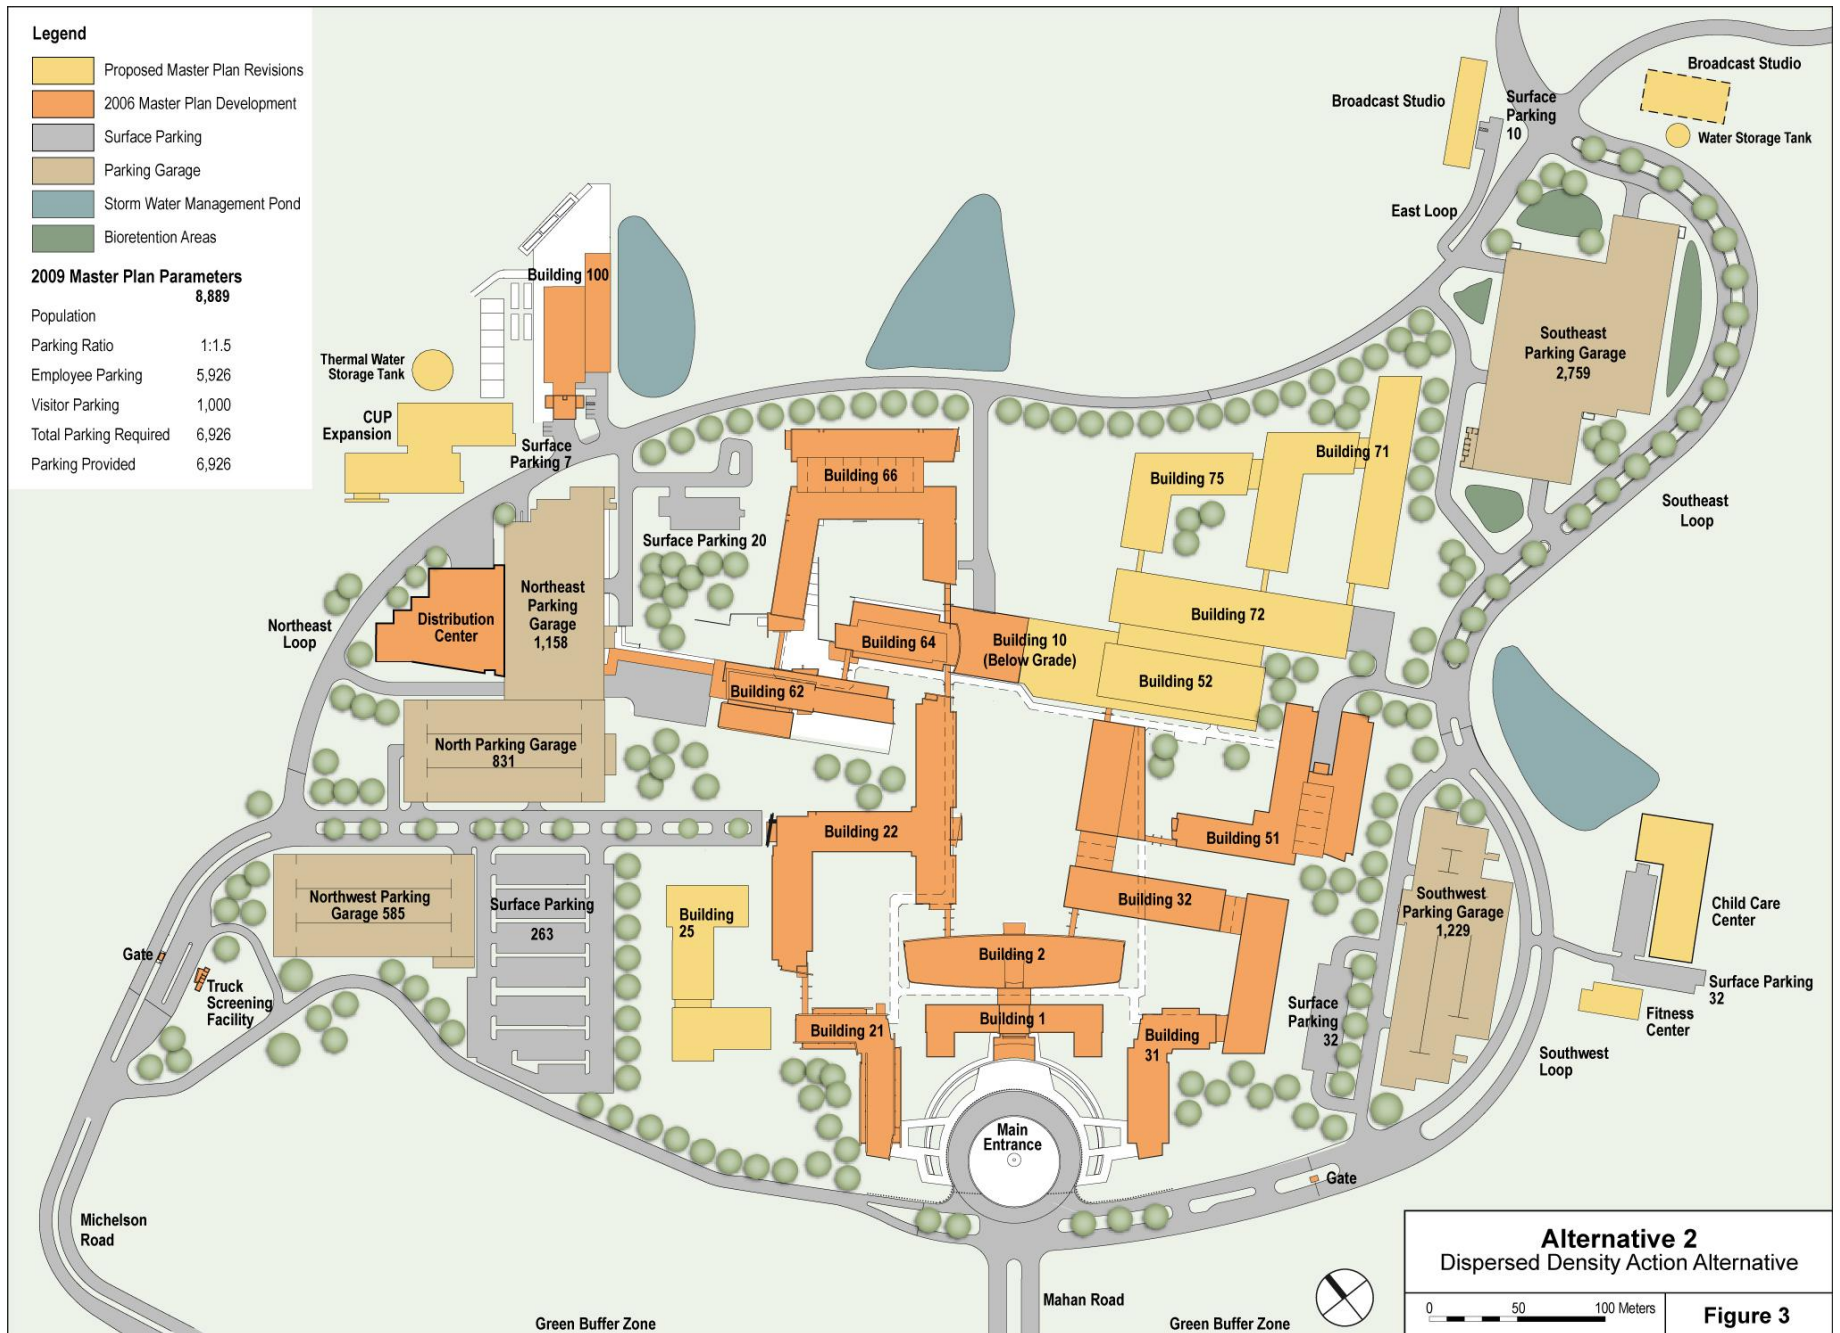 Legend
Proposed Master Plan Revisions
2006 Master Plan Development
Surface Parking
Parking Garage
Storm Water Management Pond
Bioretention Areas
2009 Master Plan Parameters
8,889
Population
Parking Ratio 1:1.5
Employee Parking 5,926
Visitor Parking 1,000
Total Parking Required 6,926
Parking Provided 6,926
Broadcast Studio
Broadcast Studio
Surface
Parking
10
Water Storage Tank
East Loop
Building 100
Thermal Water
Storage Tank
CUP
Expansion
Surface
Parking 7
Southeast
Parking Garage
2,759
Building 66
Building 75
Building 71
Southeast
Loop
Surface Parking 20
Northeast
Parking
Garage
1,158
Distribution
Center
Northeast
Loop
Building 64
Building 10
(Below Grade)
Building 72
Building 62
Building 52
North Parking Garage
831
Building 22
Building 51
Northwest Parking
Garage 585
Surface Parking
263
Building
25
Building 32
Southwest
Parking Garage
1,229
Child Care
Center
Gate
Truck
Screening
Facility
Building 2
Surface
Parking
32
Surface Parking
32
Fitness
Center
Building 21
Building 1
Building
31
Southwest
Loop
Main
Entrance
Gate
Michelson
Road
Mahan Road
Green Buffer Zone
Green Buffer Zone
Alternative 2
Dispersed Density Action Alternative
0 50 100 Meters
Figure 3